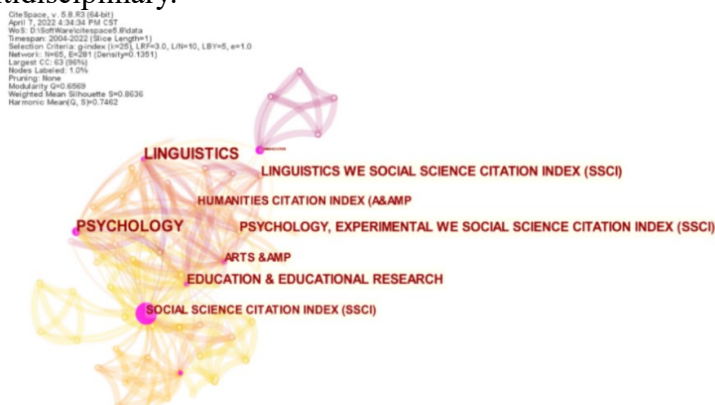 tidisciplinary.
CiteSpace, v. 5.8.R3 (64-bit)
April 7, 2022 4:34:34 PM CST
WoS: D:\SoftWare\citespace5.8\data
Timespan: 2004-2022 (Slice Length=1)
Selection Criteria: g-index (k=25), LRF=3.0, L/N=10, LBY=5, e=1.0
Network: N=65, E=281 (Density=0.1351)
Largest CC: 63 (96%)
Nodes Labeled: 1.0%
Pruning: None
Modularity Q=0.6569
Weighted Mean Silhouette S=0.8636
Harmonic Mean(Q, S)=0.7462
LINGUISTICS
LINGUISTICS WE SOCIAL SCIENCE CITATION INDEX (SSCI)
HUMANITIES CITATION INDEX (A&AMP
PSYCHOLOGY
PSYCHOLOGY, EXPERIMENTAL WE SOCIAL SCIENCE CITATION INDEX (SSCI)
ARTS &AMP
EDUCATION & EDUCATIONAL RESEARCH
SOCIAL SCIENCE CITATION INDEX (SSCI)